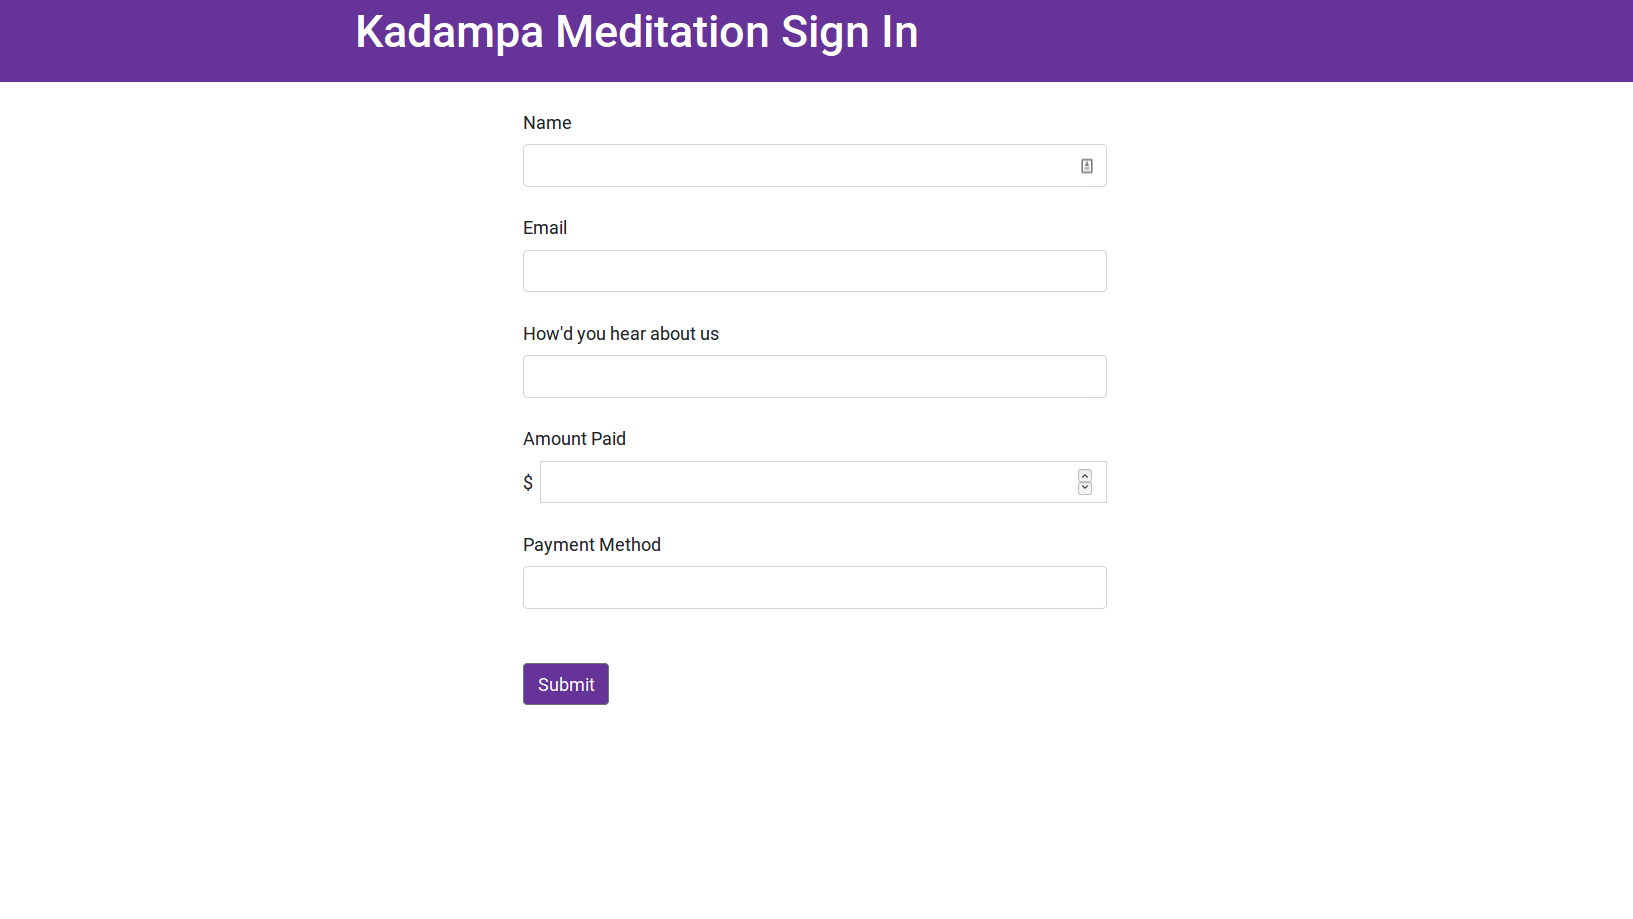 Kadampa Meditation Sign In
Name
Email
How'd you hear about us
Amount Paid
$
Payment Method
Submit